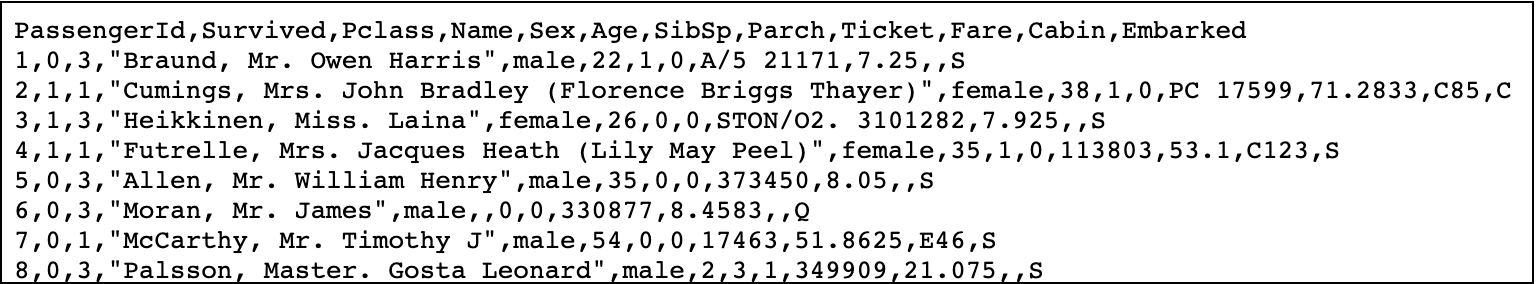 PassengerId,Survived,Pclass,Name,Sex,Age,SibSp,Parch,Ticket,Fare,Cabin,Embarked
1,0,3,"Braund, Mr. Owen Harris",male,22,1,0,A/5 21171,7.25,,S
2,1,1,"Cumings, Mrs. John Bradley (Florence Briggs Thayer)",female,38,1,0,PC 17599,71.2833,C85,C
3,1,3,"Heikkinen, Miss. Laina",female,26,0,0,STON/O2. 3101282,7.925,,S
4,1,1,"Futrelle, Mrs. Jacques Heath (Lily May Peel)",female,35,1,0,113803,53.1,C123,S
5,0,3,"Allen, Mr. William Henry",male,35,0,0,373450,8.05,,S
6,0,3,"Moran, Mr. James",male,,0,0,330877,8.4583,,Q
7,0,1,"McCarthy, Mr. Timothy J",male,54,0,0,17463,51.8625,E46,S
8,0,3,"Palsson, Master. Gosta Leonard",male,2,3,1,349909,21.075,,S